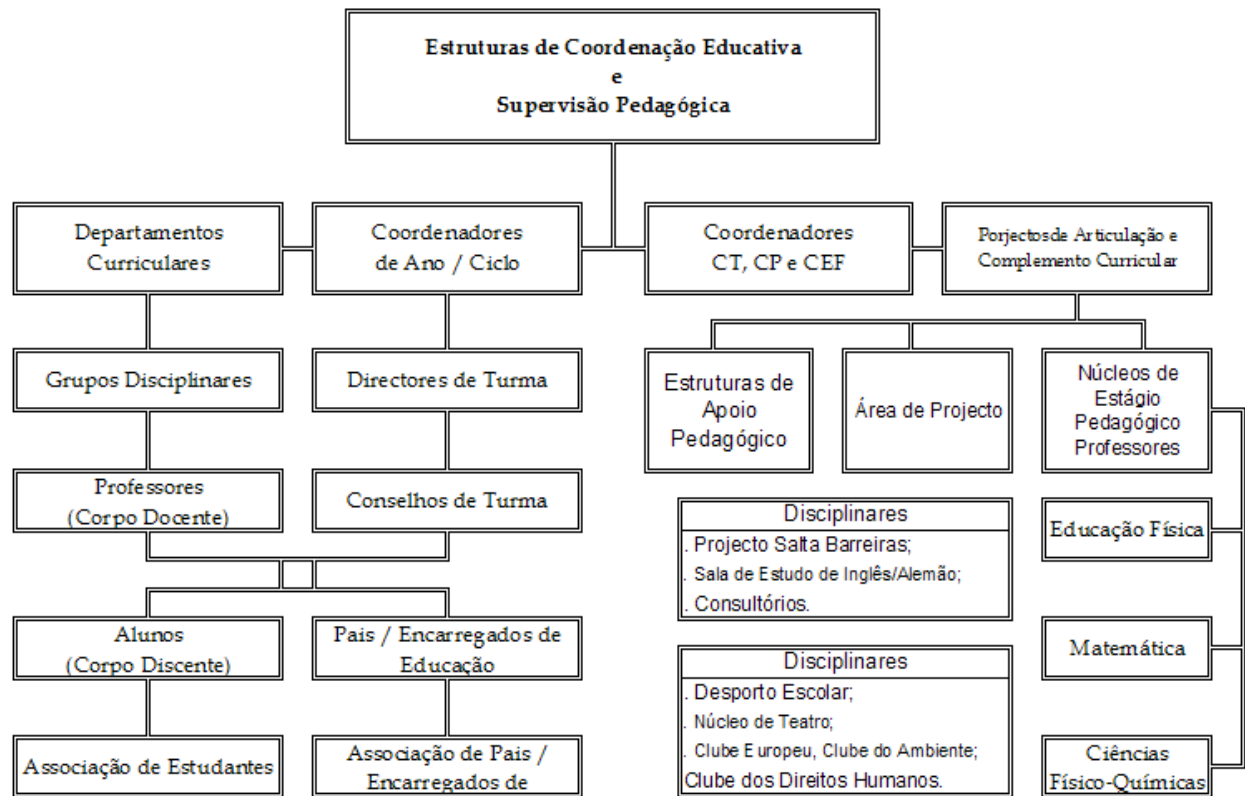 Estruturas de Coordenação Educativa
e
Supervisão Pedagógica
Departamentos
Curriculares
Coordenadores
de Ano / Ciclo
Coordenadores
CT, CP e CEF
Porjectosde Articulação e
Complemento Curricular
Grupos Disciplinares
Directores de Turma
Estruturas de
Apoio
Pedagógico
Área de Projecto
Núcleos de
Estágio
Pedagógico
Professores
Professores
(Corpo Docente)
Conselhos de Turma
Disciplinares
. Projecto Salta Barreiras;
. Sala de Estudo de Inglês/Alemão;
. Consultórios.
Educação Física
Alunos
(Corpo Discente)
Pais / Encarregados de
Educação
Disciplinares
. Desporto Escolar;
. Núcleo de Teatro;
. Clube Europeu, Clube do Ambiente;
Clube dos Direitos Humanos.
Matemática
Associação de Estudantes
Associação de Pais /
Encarregados de
Ciências
Físico-Químicas